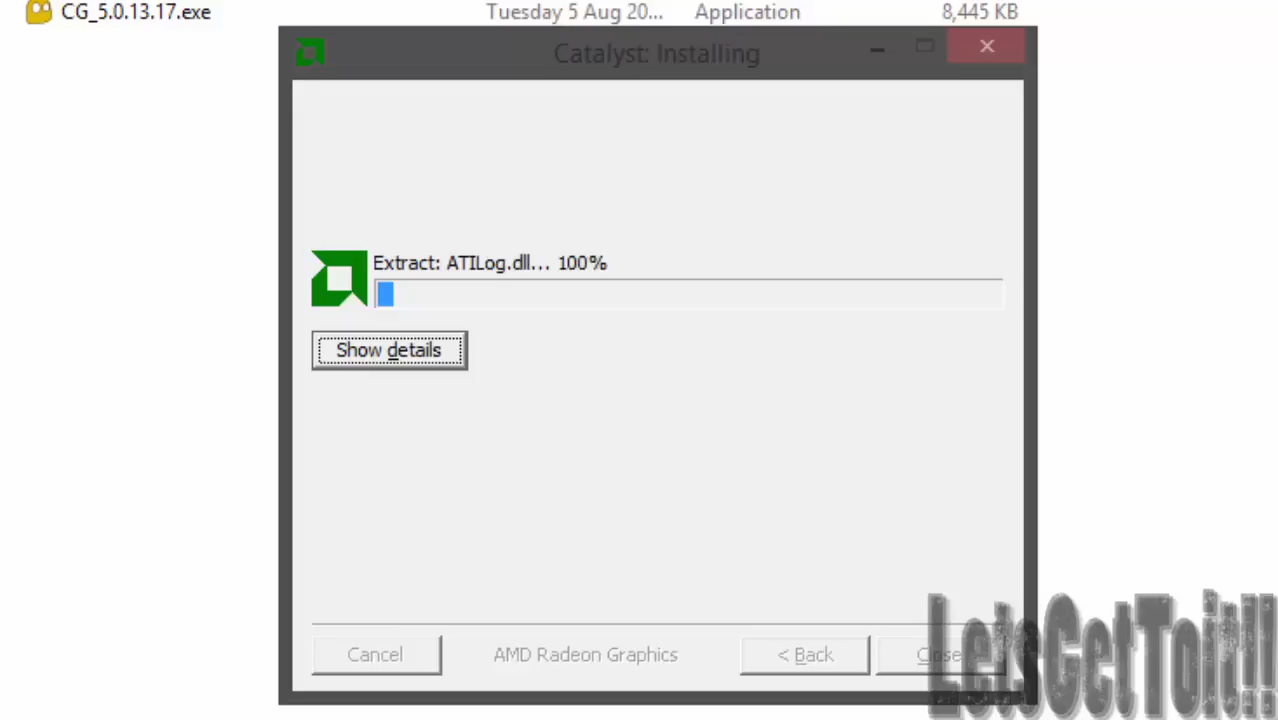 CG_5.0.13.17.exe Tuesday 5 Aug 20... Application 8,445 KB
Catalyst: Installing
Extract: ATILog.dll... 100%
Show details
Cancel AMD Radeon Graphics < Back Close
LetsGetToit!!